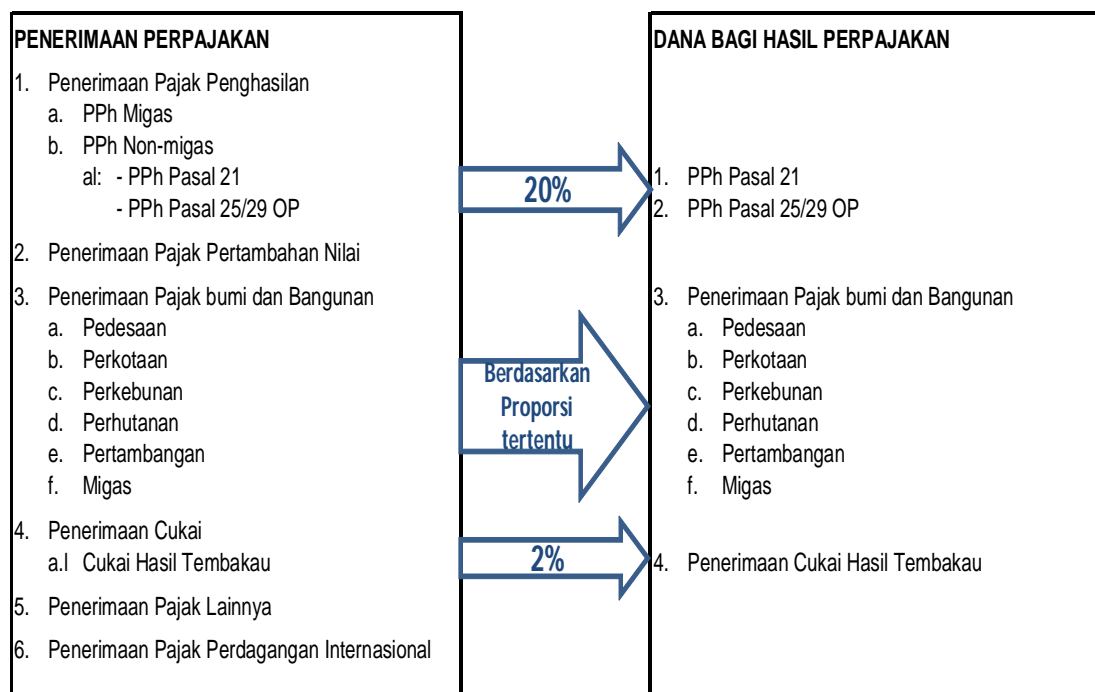 PENERIMAAN PERPAJAKAN
1. Penerimaan Pajak Penghasilan
a. PPh Migas
b. PPh Non-migas
al: - PPh Pasal 21
- PPh Pasal 25/29 OP
2. Penerimaan Pajak Pertambahan Nilai
3. Penerimaan Pajak bumi dan Bangunan
a. Pedesaan
b. Perkotaan
c. Perkebunan
d. Perhutanan
e. Pertambangan
f. Migas
4. Penerimaan Cukai
a.l Cukai Hasil Tembakau
5. Penerimaan Pajak Lainnya
6. Penerimaan Pajak Perdagangan Internasional
20%
Berdasarkan
Proporsi
tertentu
2%
DANA BAGI HASIL PERPAJAKAN
1. PPh Pasal 21
2. PPh Pasal 25/29 OP
3. Penerimaan Pajak bumi dan Bangunan
a. Pedesaan
b. Perkotaan
c. Perkebunan
d. Perhutanan
e. Pertambangan
f. Migas
4. Penerimaan Cukai Hasil Tembakau